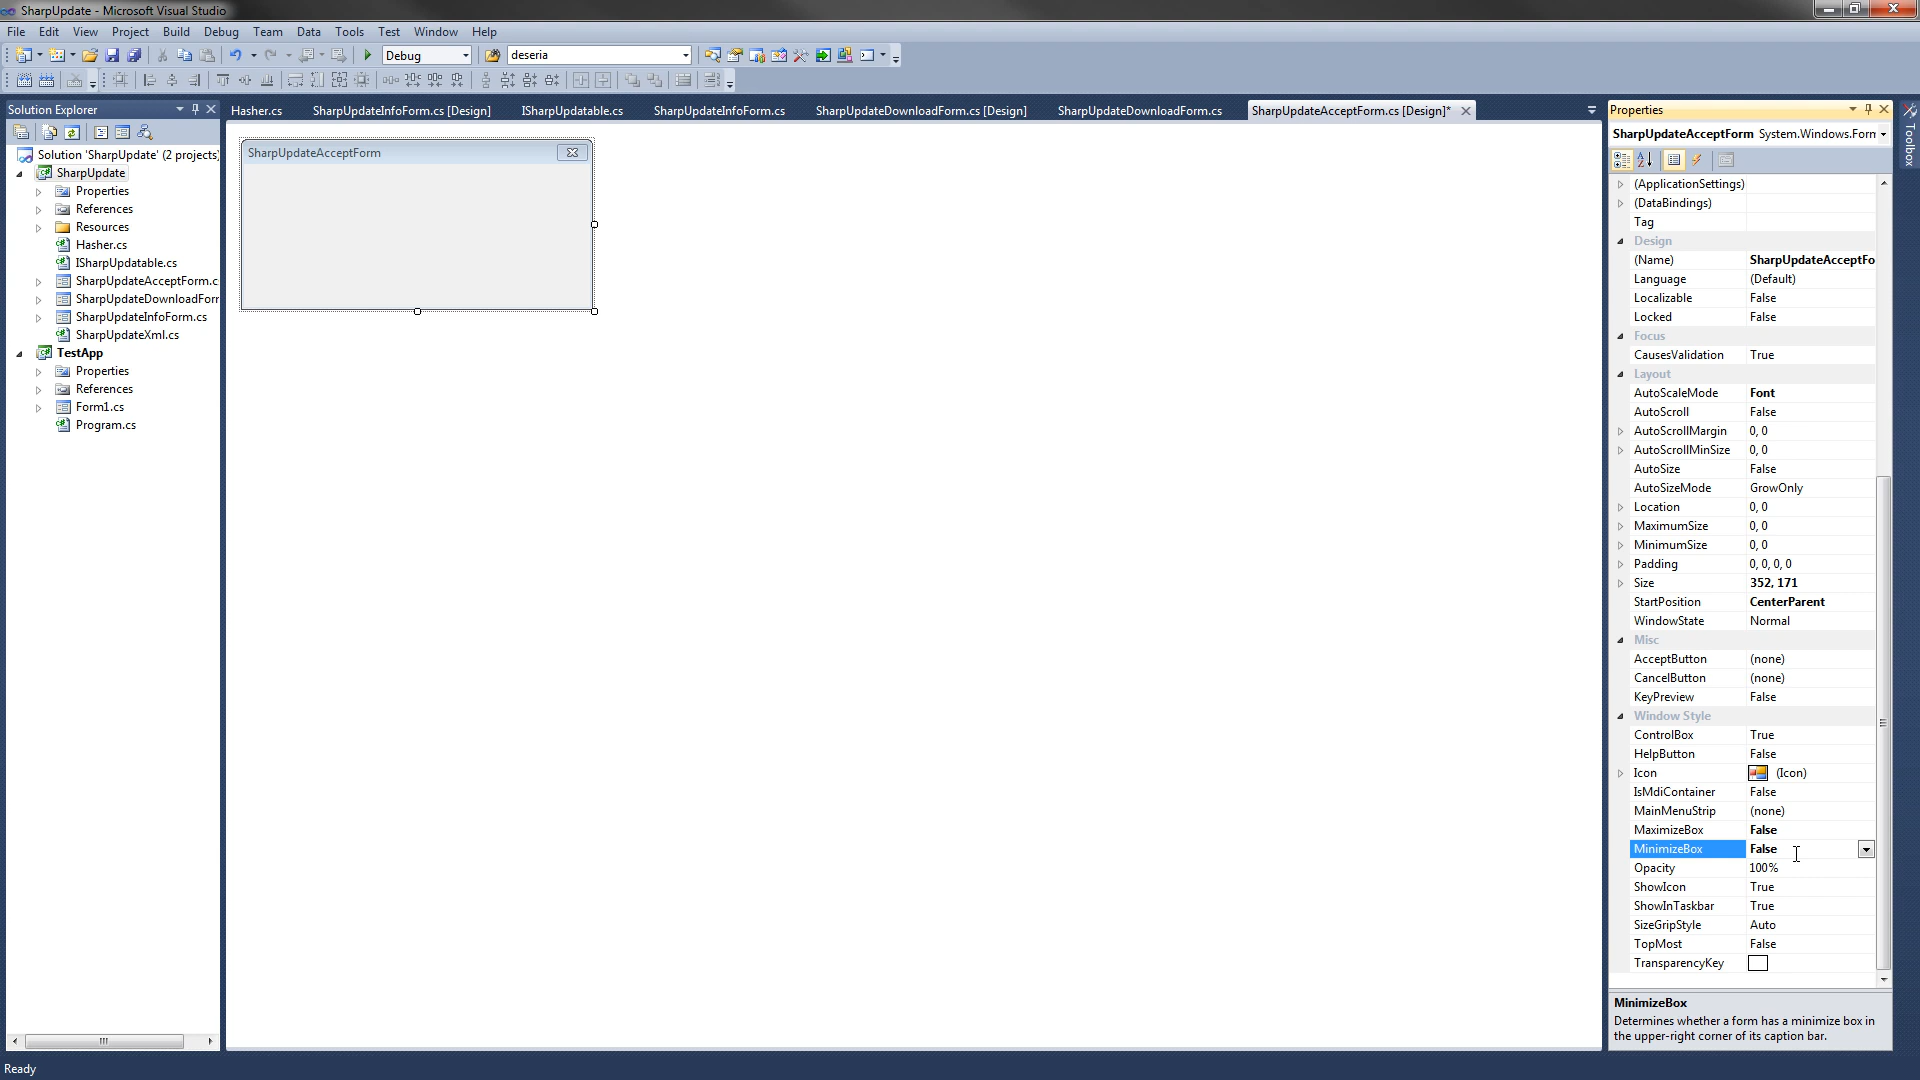 SharpUpdate - Microsoft Visual Studio
File Edit View Project Build Debug Team Data Tools Test Window Help
Debug deseria
Solution Explorer
Solution 'SharpUpdate' (2 projects)
SharpUpdate
Properties
References
Resources
Hasher.cs
ISharpUpdatable.cs
SharpUpdateAcceptForm.c
SharpUpdateDownloadForr
SharpUpdateInfoForm.cs
SharpUpdateXml.cs
TestApp
Properties
References
Form1.cs
Program.cs
Hasher.cs SharpUpdateInfoForm.cs [Design] ISharpUpdatable.cs SharpUpdateInfoForm.cs SharpUpdateDownloadForm.cs [Design] SharpUpdateDownloadForm.cs SharpUpdateAcceptForm.cs [Design]*
SharpUpdateAcceptForm
Properties
SharpUpdateAcceptForm System.Windows.Form
(ApplicationSettings)
(DataBindings)
Tag
Design
(Name) SharpUpdateAcceptFo
Language (Default)
Localizable False
Locked False
Focus
CausesValidation True
Layout
AutoScaleMode Font
AutoScroll False
AutoScrollMargin 0, 0
AutoScrollMinSize 0, 0
AutoSize False
AutoSizeMode GrowOnly
Location 0, 0
MaximumSize 0, 0
MinimumSize 0, 0
Padding 0, 0, 0, 0
Size 352, 171
StartPosition CenterParent
WindowState Normal
Misc
AcceptButton (none)
CancelButton (none)
KeyPreview False
Window Style
ControlBox True
HelpButton False
Icon (Icon)
IsMdiContainer False
MainMenuStrip (none)
MaximizeBox False
MinimizeBox False
Opacity 100%
ShowIcon True
ShowInTaskbar True
SizeGripStyle Auto
TopMost False
TransparencyKey
MinimizeBox
Determines whether a form has a minimize box in
the upper-right corner of its caption bar.
Toolbox
Ready